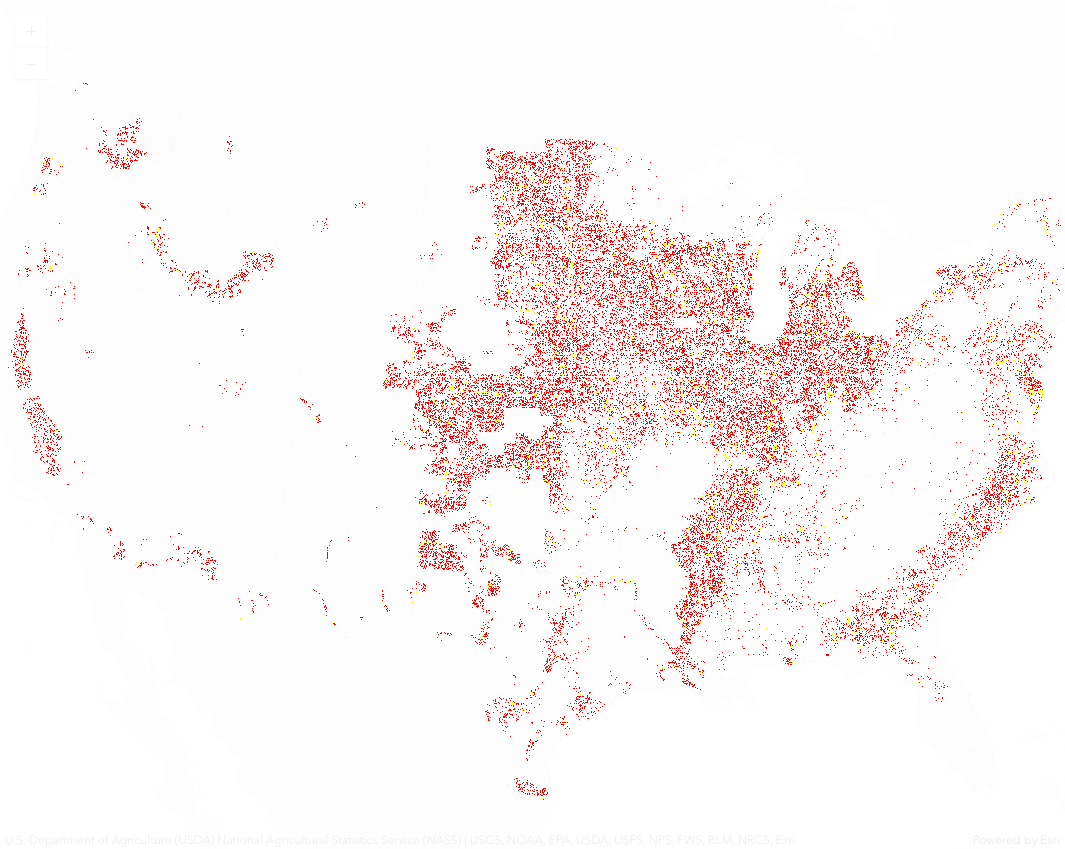 +
−
U.S. Department of Agriculture (USDA) National Agricultural Statistics Service (NASS) | USGS, NOAA, EPA, USDA, USFS, NPS, FWS, BLM, NRCS, Esri
Powered by Esri